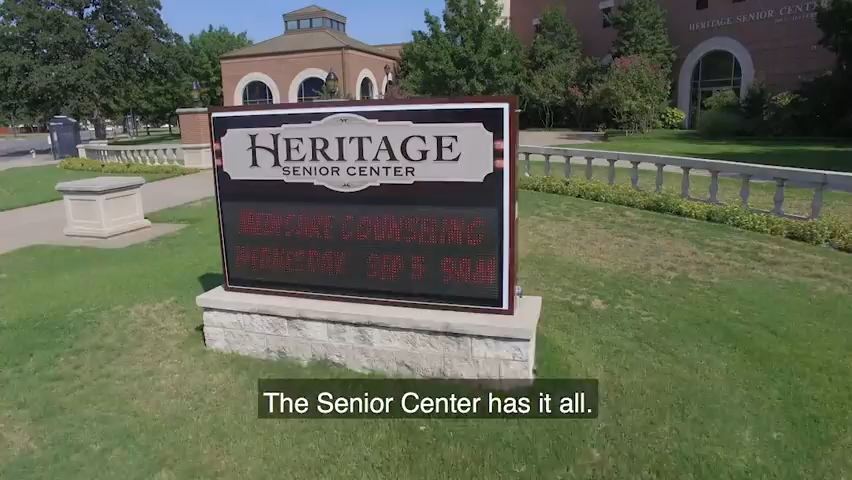 HERITAGE SENIOR CENTER
HERITAGE
SENIOR CENTER
MEDICARE COUNSELING
WEDNESDAY SEP 5 9AM
The Senior Center has it all.